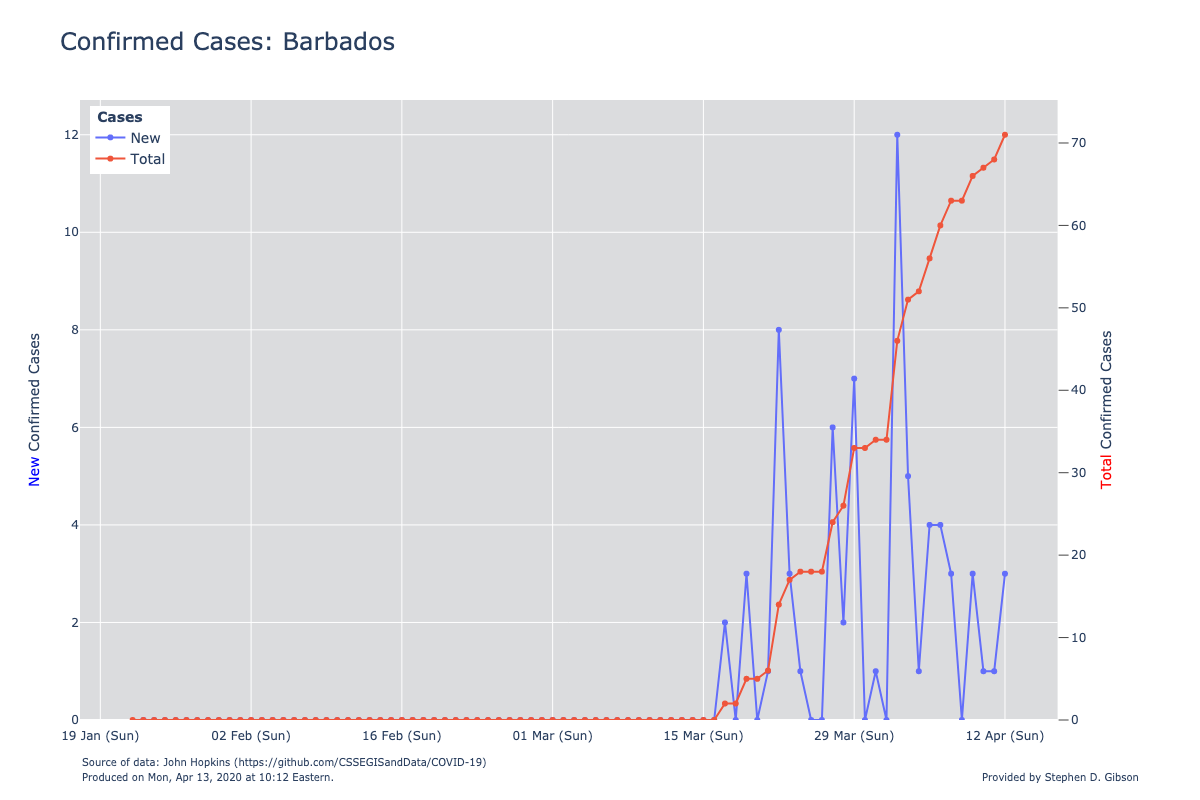 Confirmed Cases: Barbados
Cases
New
Total
12
10
8
6
4
2
0
New Confirmed Cases
70
60
50
40
30
20
10
0
Total Confirmed Cases
19 Jan (Sun)
02 Feb (Sun)
16 Feb (Sun)
01 Mar (Sun)
15 Mar (Sun)
29 Mar (Sun)
12 Apr (Sun)
Source of data: John Hopkins (https://github.com/CSSEGISandData/COVID-19)
Produced on Mon, Apr 13, 2020 at 10:12 Eastern.
Provided by Stephen D. Gibson